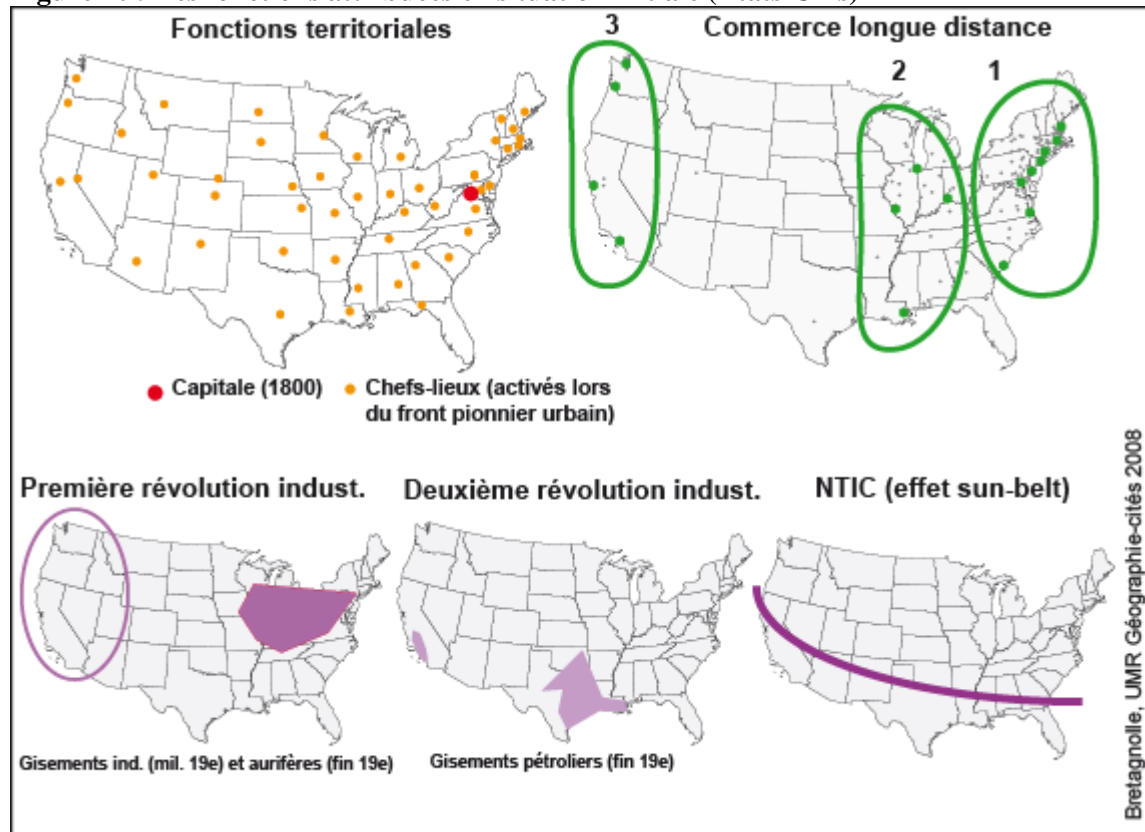 Fonctions territoriales
Commerce longue distance
3
2
1
Capitale (1800)
Chefs-lieux (activés lors
du front pionnier urbain)
Première révolution indust.
Deuxième révolution indust.
NTIC (effet sun-belt)
Gisements ind. (mil. 19e) et aurifères (fin 19e)
Gisements pétroliers (fin 19e)
Bretagnolle, UMR Géographie-cités 2008